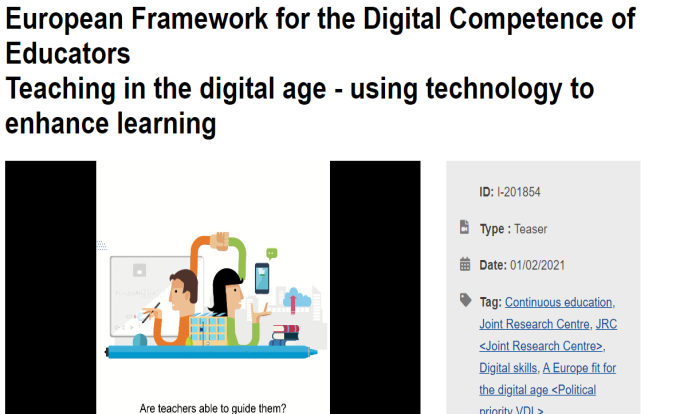 European Framework for the Digital Competence of
Educators
Teaching in the digital age - using technology to
enhance learning
ID: I-201854
Type : Teaser
Date: 01/02/2021
Tag: Continuous education,
Joint Research Centre, JRC
<Joint Research Centre>,
Digital skills, A Europe fit for
the digital age <Political
priority VDL>
Are teachers able to guide them?